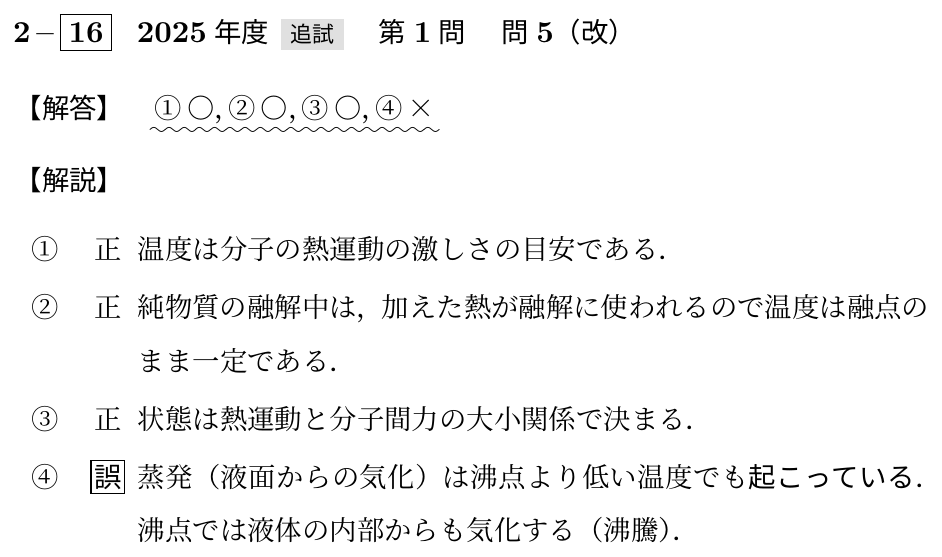 2－16 2025 年度 追試 第 1 問 問 5（改）
【解答】 ① ○, ② ○, ③ ○, ④ ×
【解説】
① 正 温度は分子の熱運動の激しさの目安である．
② 正 純物質の融解中は，加えた熱が融解に使われるので温度は融点の
まま一定である．
③ 正 状態は熱運動と分子間力の大小関係で決まる．
④ 誤 蒸発（液面からの気化）は沸点より低い温度でも起こっている．
沸点では液体の内部からも気化する（沸騰）．